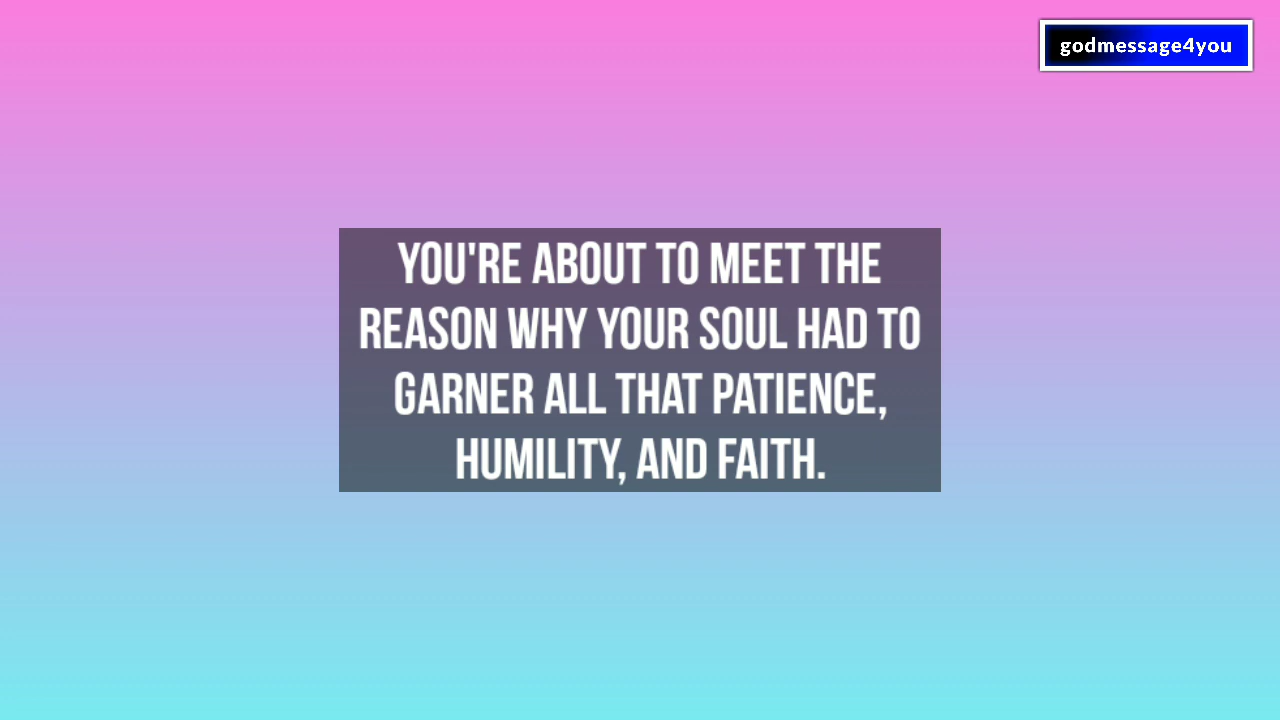 godmessage4you
YOU'RE ABOUT TO MEET THE
REASON WHY YOUR SOUL HAD TO
GARNER ALL THAT PATIENCE,
HUMILITY, AND FAITH.